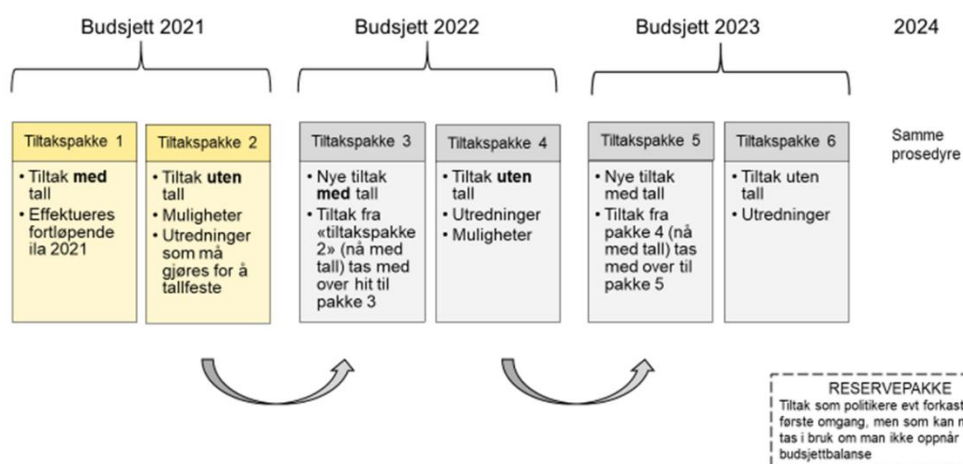 Budsjett 2021
Budsjett 2022
Budsjett 2023
2024
Tiltakspakke 1
• Tiltak med
tall
• Effektueres
fortløpende
ila 2021
Tiltakspakke 2
• Tiltak uten
tall
• Muligheter
• Utredninger
som må
gjøres for å
tallfeste
Tiltakspakke 3
• Nye tiltak
med tall
• Tiltak fra
«tiltakspakke
2» (nå med
tall) tas med
over hit til
pakke 3
Tiltakspakke 4
• Tiltak uten
tall
• Utredninger
• Muligheter
Tiltakspakke 5
• Nye tiltak
med tall
• Tiltak fra
pakke 4 (nå
med tall) tas
med over til
pakke 5
Tiltakspakke 6
• Tiltak uten
tall
• Utredninger
Samme
prosedyre
RESERVEPAKKE
Tiltak som politikere evt forkast
første omgang, men som kan m
tas i bruk om man ikke oppnår
budsjettbalanse